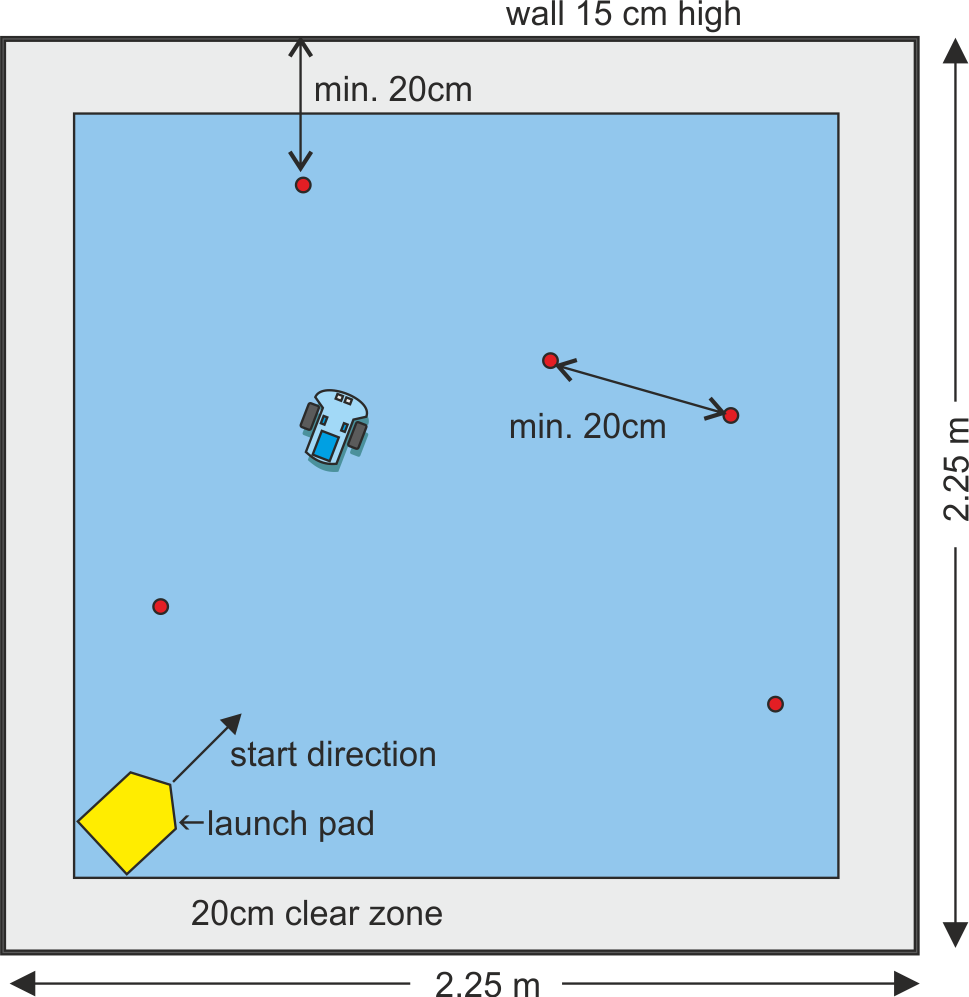 wall 15 cm high
min. 20cm
min. 20cm
2.25 m
start direction
launch pad
20cm clear zone
2.25 m